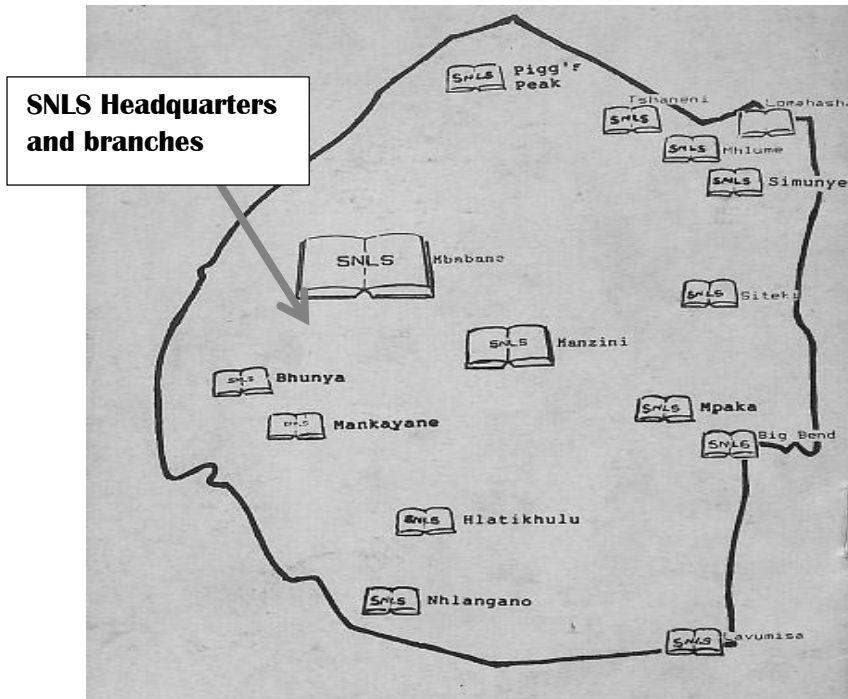 SNLS Headquarters
and branches
SNLS Pigg's
Peak
Tshaneni
SNLS
Lomahasha
SNLS Mhlume
SNLS Simunye
SNLS Mbabane
SNLS Siteki
SNLS Manzini
SNLS Bhunya
SNLS Mankayane
SNLS Mpaka
SNLS Big Bend
SNLS Hlatikhulu
SNLS Nhlangano
SNLS Lavumisa